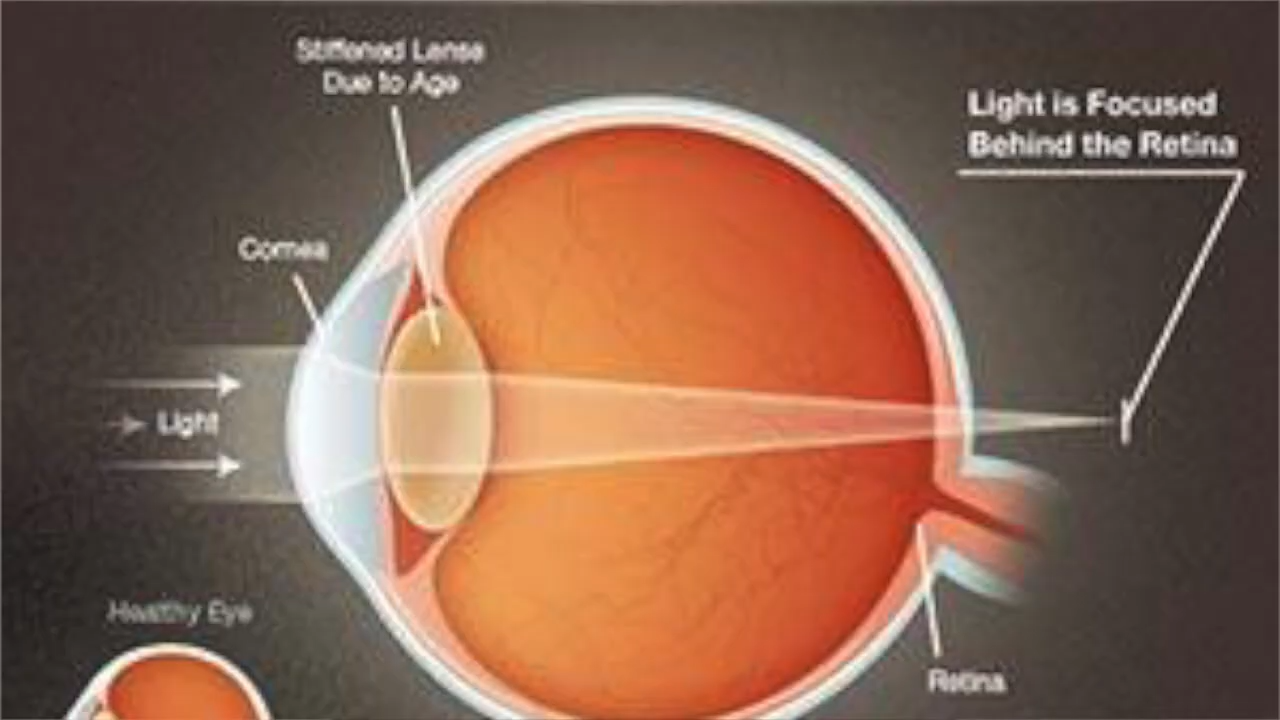 Stiffened Lense
Due to Age
Light is Focused
Behind the Retina
Cornea
Light
Healthy Eye
Retina